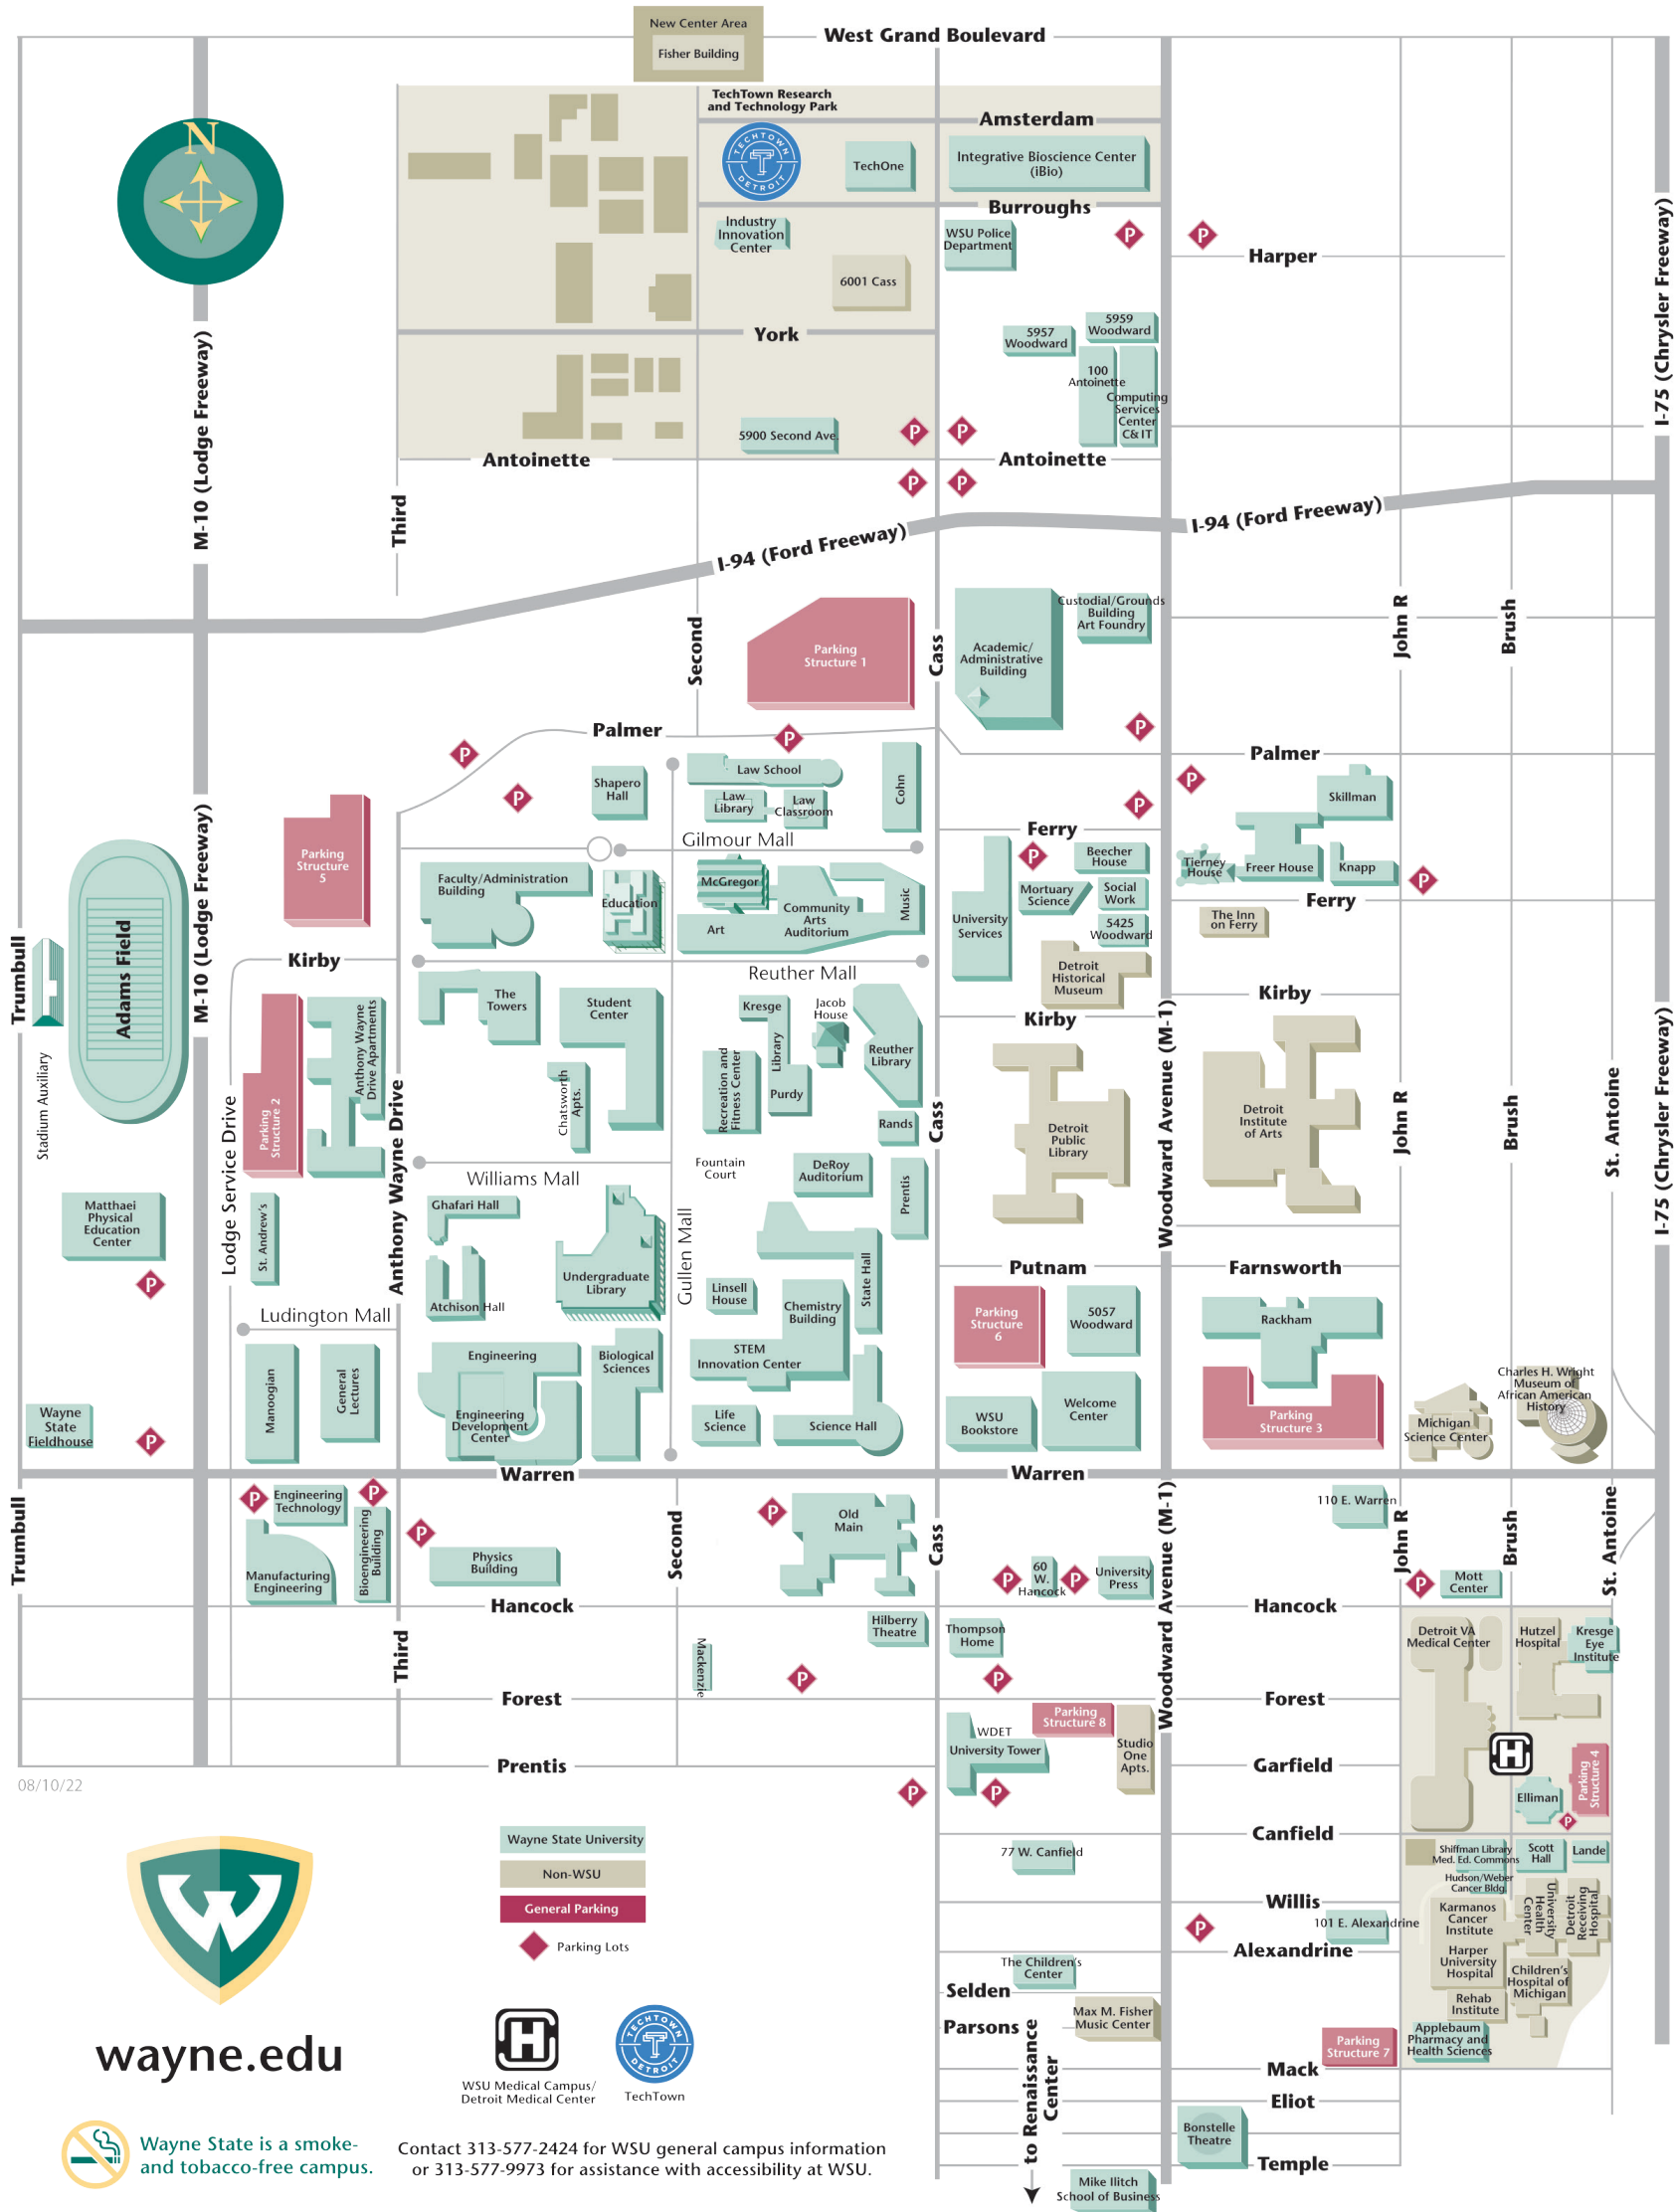 New Center Area
Fisher Building
West Grand Boulevard
TechTown Research
and Technology Park
Amsterdam
N
TECHTOWN
DETROIT
TechOne
Integrative Bioscience Center
(iBio)
Burroughs
Industry
Innovation
Center
WSU Police
Department
P
P
Harper
6001 Cass
I-75 (Chrysler Freeway)
York
5957
Woodward
5959
Woodward
100
Antoinette
Computing
Services
Center
C&IT
M-10 (Lodge Freeway)
5900 Second Ave.
P
P
Antoinette
Antoinette
P
P
Third
I-94 (Ford Freeway)
I-94 (Ford Freeway)
Second
Cass
John R
Brush
Parking
Structure 1
Academic/
Administrative
Building
Custodial/Grounds
Building
Art Foundry
Palmer
P
P
P
Palmer
P
Law School
Shapero
Hall
Law
Library
Law
Classroom
Cohn
P
P
Skillman
Gilmour Mall
Ferry
Parking
Structure
5
M-10 (Lodge Freeway)
Faculty/Administration
Building
Education
McGregor
Art
Community
Arts
Auditorium
Music
University
Services
P
Beecher
House
Mortuary
Science
Social
Work
5425
Woodward
Tierney
House
Freer House
Knapp
P
Ferry
The Inn
on Ferry
Trumbull
Adams Field
Stadium Auxiliary
Kirby
Reuther Mall
Detroit
Historical
Museum
Kirby
Kirby
The
Towers
Student
Center
Kresge
Library
Purdy
Jacob
House
Reuther
Library
Recreation and
Fitness Center
Chatsworth
Apts.
Rands
Anthony Wayne
Drive Apartments
Parking
Structure 2
Lodge Service Drive
Anthony Wayne Drive
Cass
Detroit
Public
Library
Woodward Avenue (M-1)
Detroit
Institute
of Arts
John R
Brush
St. Antoine
I-75 (Chrysler Freeway)
Williams Mall
Fountain
Court
DeRoy
Auditorium
Prentis
Matthaei
Physical
Education
Center
P
St. Andrew's
Ghafari Hall
Atchison Hall
Undergraduate
Library
Gullen Mall
Linsell
House
Chemistry
Building
State Hall
Putnam
Farnsworth
Parking
Structure
6
5057
Woodward
Rackham
Ludington Mall
Manoogian
General
Lectures
Engineering
Engineering
Development
Center
Biological
Sciences
STEM
Innovation Center
Life
Science
Science Hall
WSU
Bookstore
Welcome
Center
Parking
Structure 3
Michigan
Science Center
Charles H. Wright
Museum of
African American
History
Wayne
State
Fieldhouse
P
Warren
Warren
Trumbull
P
Engineering
Technology
P
Bioengineering
Building
Manufacturing
Engineering
P
Physics
Building
Second
P
Old
Main
Cass
P
60
W.
Hancock
P
University
Press
Woodward Avenue (M-1)
110 E. Warren
John R
Brush
St. Antoine
P
Mott
Center
Hancock
Hancock
Third
Mackenzie
Hilberry
Theatre
Thompson
Home
P
P
Detroit VA
Medical Center
Hutzel
Hospital
Kresge
Eye
Institute
Forest
Forest
WDET
University Tower
Parking
Structure 8
Studio
One
Apts.
H
Parking
Structure 4
Prentis
Garfield
P
P
Elliman
P
08/10/22
Canfield
77 W. Canfield
Shiffman Library
Med. Ed. Commons
Scott
Hall
Lande
Hudson/Weber
Cancer Bldg.
Wayne State University
Non-WSU
General Parking
Parking Lots
Willis
P
101 E. Alexandrine
Karmanos
Cancer
Institute
University
Health
Center
Detroit
Receiving
Hospital
Alexandrine
Harper
University
Hospital
Children's
Hospital of
Michigan
Rehab
Institute
The Children's
Center
Selden
Parsons
Max M. Fisher
Music Center
Parking
Structure 7
Applebaum
Pharmacy and
Health Sciences
Mack
W
wayne.edu
H
WSU Medical Campus/
Detroit Medical Center
TECHTOWN
DETROIT
TechTown
to Renaissance
Center
Eliot
Bonstelle
Theatre
Temple
Mike Ilitch
School of Business
Wayne State is a smoke-
and tobacco-free campus.
Contact 313-577-2424 for WSU general campus information
or 313-577-9973 for assistance with accessibility at WSU.